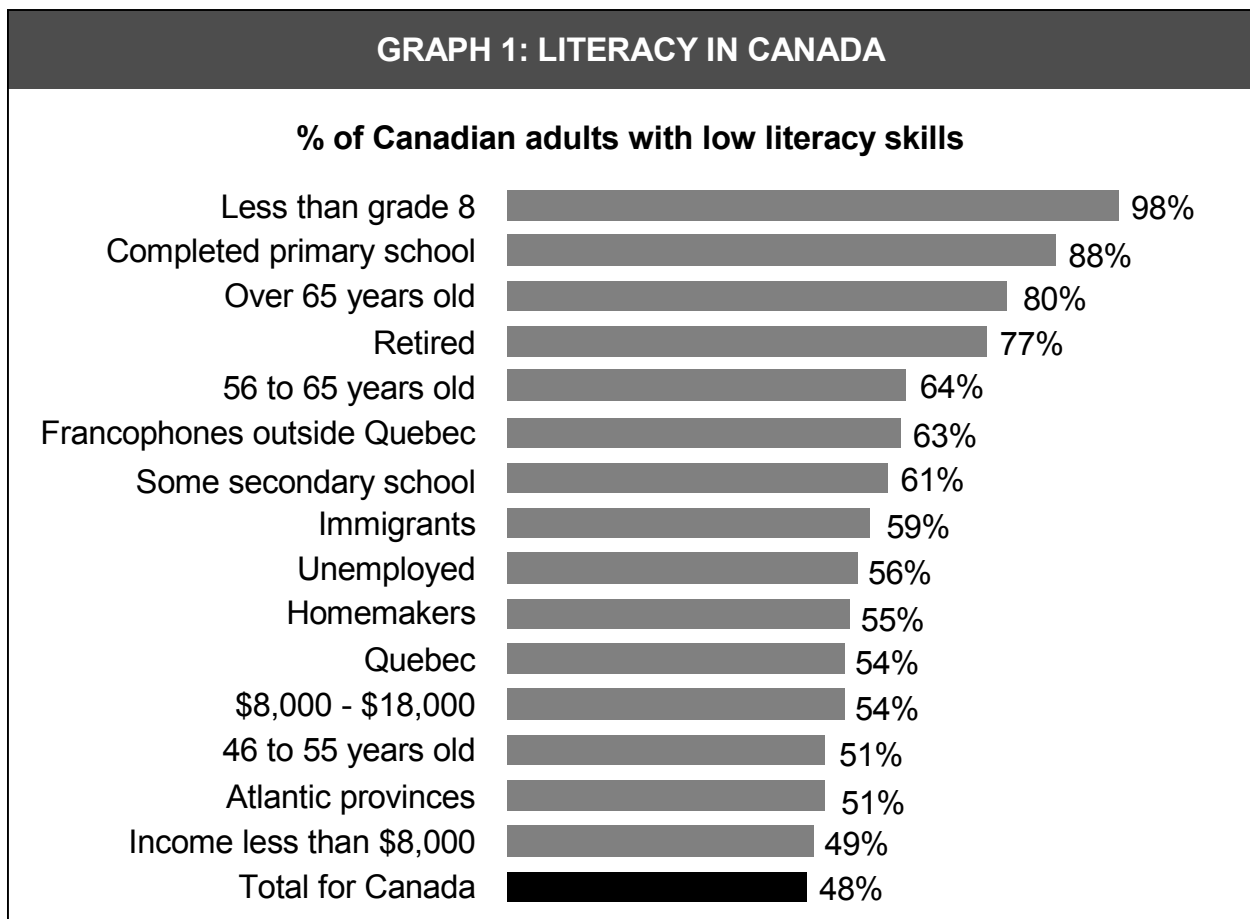 GRAPH 1: LITERACY IN CANADA
% of Canadian adults with low literacy skills
Less than grade 8 98%
Completed primary school 88%
Over 65 years old 80%
Retired 77%
56 to 65 years old 64%
Francophones outside Quebec 63%
Some secondary school 61%
Immigrants 59%
Unemployed 56%
Homemakers 55%
Quebec 54%
$8,000 - $18,000 54%
46 to 55 years old 51%
Atlantic provinces 51%
Income less than $8,000 49%
Total for Canada 48%